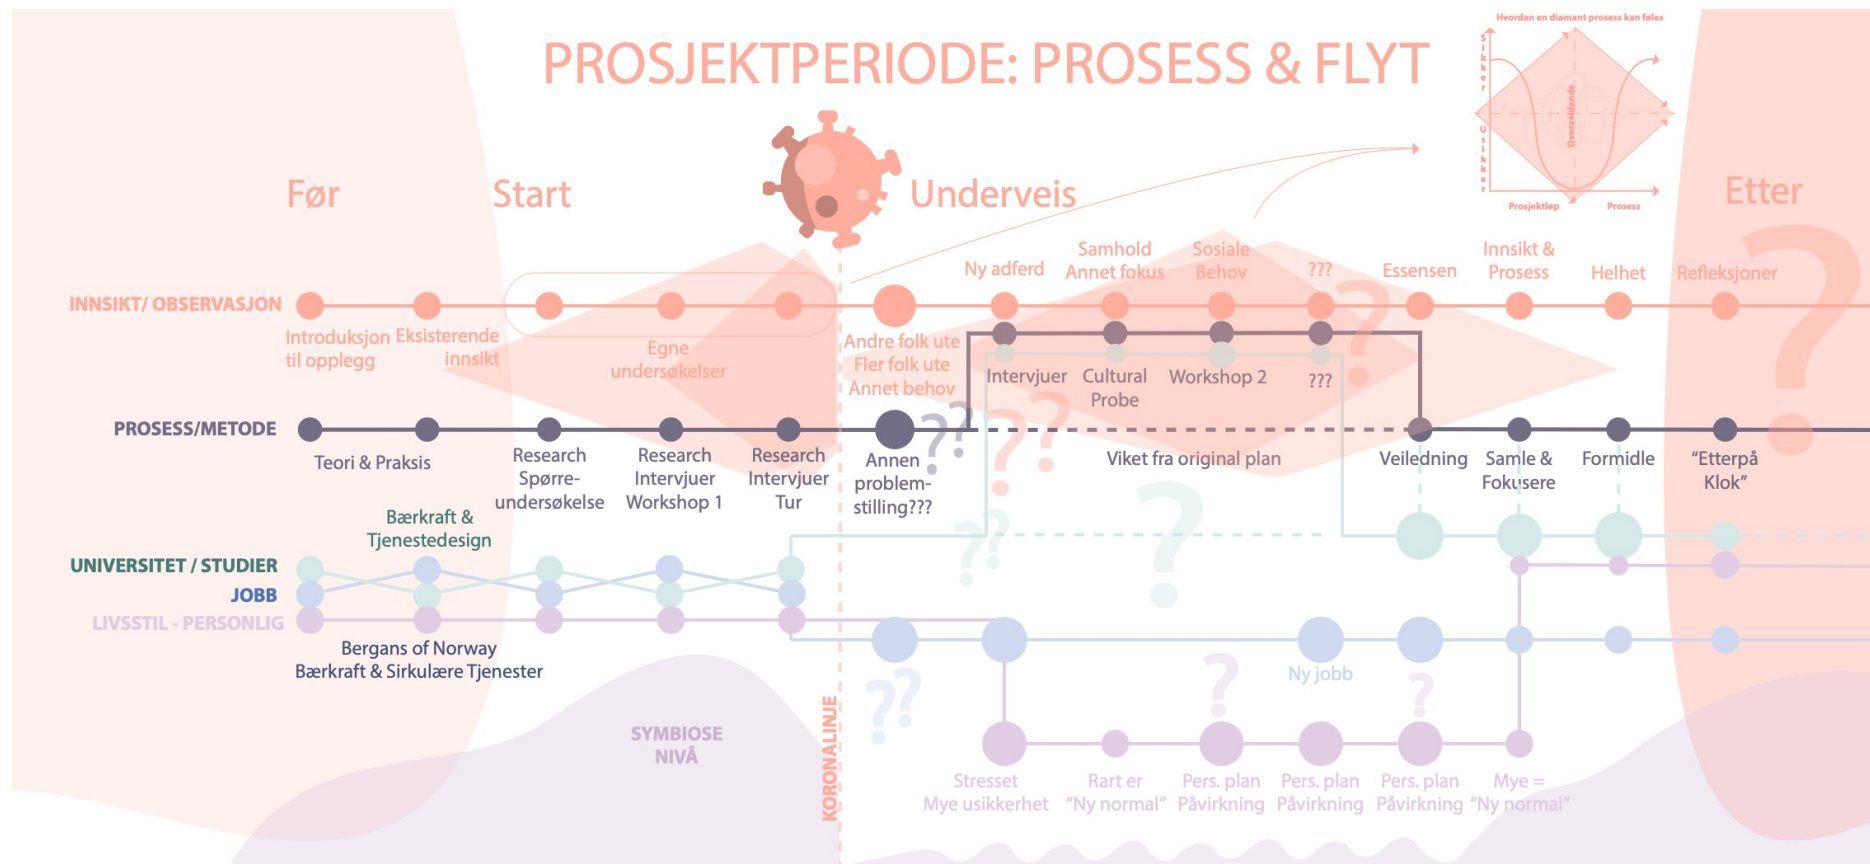 Hvordan en diamant prosess kan føles
PROSJEKTPERIODE: PROSESS & FLYT
Sikker
Usikker
Overveldende
Prosjektløp
Prosess
Før
Start
Underveis
Etter
INNSIKT/ OBSERVASJON
Introduksjon
til opplegg
Eksisterende
innsikt
Egne
undersøkelser
Andre folk ute
Fler folk ute
Annet behov
Ny adferd
Samhold
Annet fokus
Sosiale
Behov
???
Essensen
Innsikt &
Prosess
Helhet
Refleksjoner
?
?
Intervjuer
Cultural
Probe
Workshop 2
???
PROSESS/METODE
Teori & Praksis
Research
Spørre-
undersøkelse
Research
Intervjuer
Workshop 1
Research
Intervjuer
Tur
Annen
problem-
stilling???
??
??
Viket fra original plan
Veiledning
Samle &
Fokusere
Formidle
"Etterpå
Klok"
Bærkraft &
Tjenestedesign
UNIVERSITET / STUDIER
JOBB
LIVSSTIL - PERSONLIG
??
?
Bergans of Norway
Bærkraft & Sirkulære Tjenester
??
Ny jobb
?
?
SYMBIOSE
NIVÅ
KORONALINJE
Stresset
Mye usikkerhet
Rart er
"Ny normal"
Pers. plan
Påvirkning
Pers. plan
Påvirkning
Pers. plan
Påvirkning
Mye =
"Ny normal"